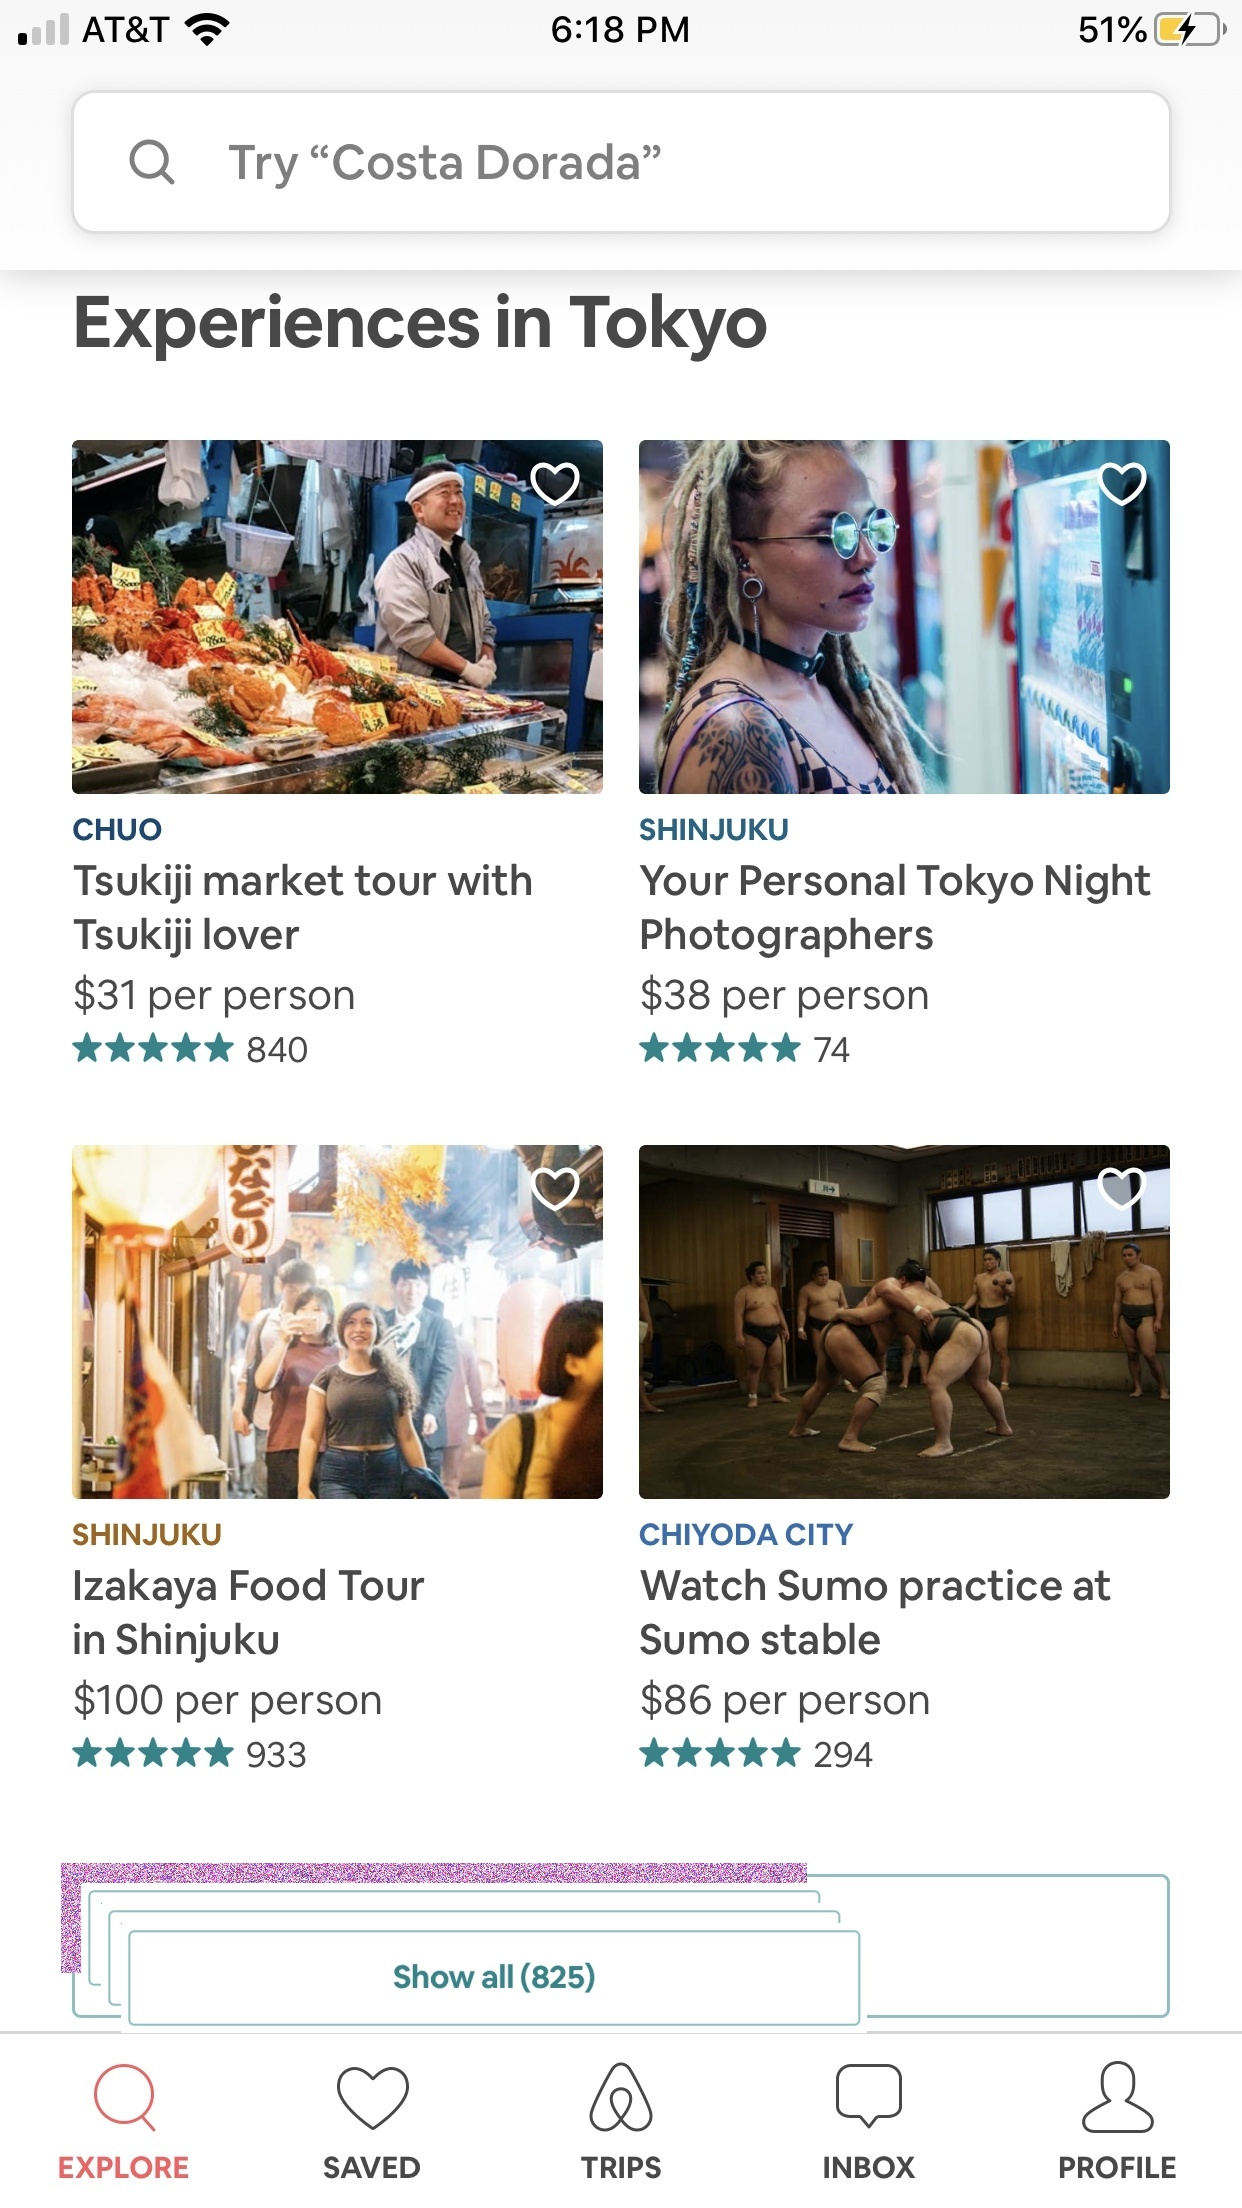 AT&T
6:18 PM
51%
Try “Costa Dorada”
Experiences in Tokyo
CHUO
Tsukiji market tour with
Tsukiji lover
$31 per person
840
SHINJUKU
Your Personal Tokyo Night
Photographers
$38 per person
74
などり
SHINJUKU
Izakaya Food Tour
in Shinjuku
$100 per person
933
CHIYODA CITY
Watch Sumo practice at
Sumo stable
$86 per person
294
Show all (825)
EXPLORE
SAVED
TRIPS
INBOX
PROFILE